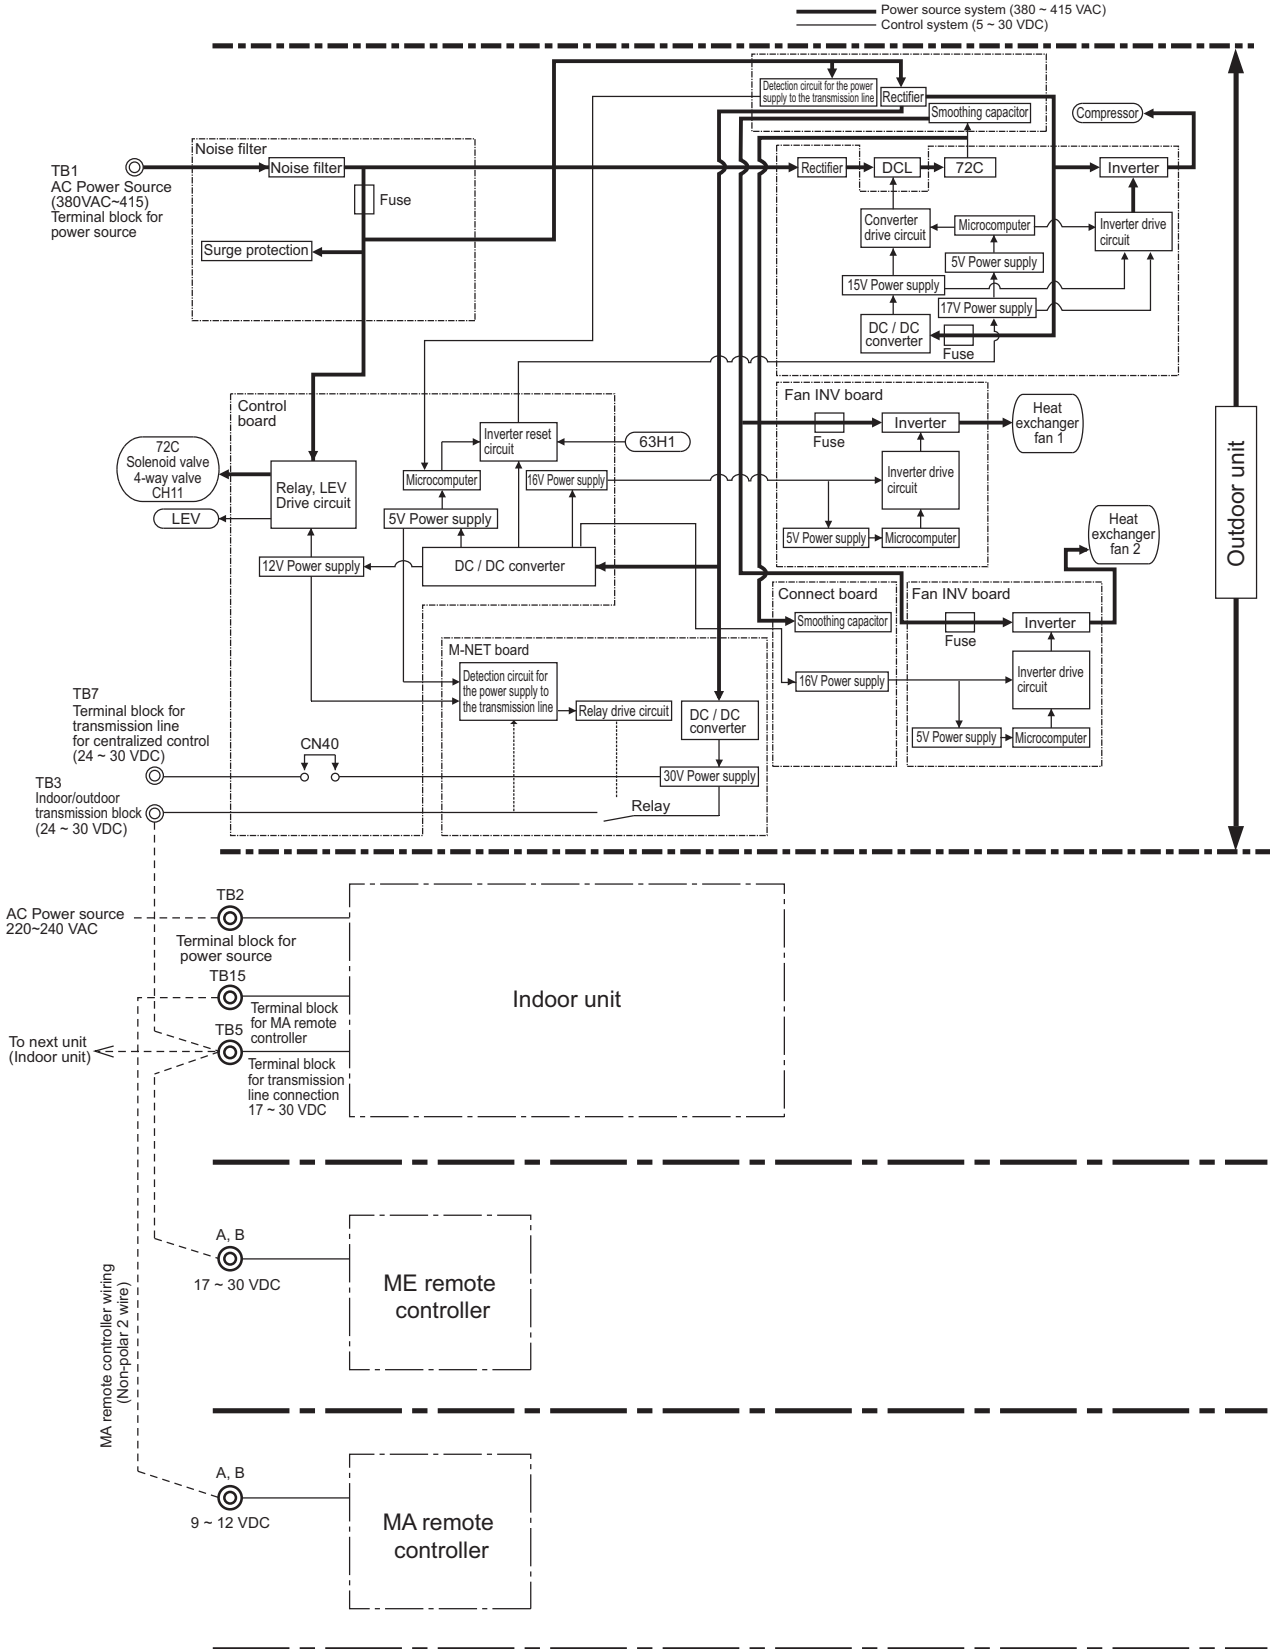 Power source system (380 ~ 415 VAC)
Control system (5 ~ 30 VDC)
Detection circuit for the power
supply to the transmission line
Rectifier
Smoothing capacitor
Compressor
Noise filter
TB1
AC Power Source
(380VAC~415)
Terminal block for
power source
Noise filter
Fuse
Surge protection
Rectifier
DCL
72C
Inverter
Converter
drive circuit
Microcomputer
Inverter drive
circuit
5V Power supply
15V Power supply
17V Power supply
DC / DC
converter
Fuse
Control
board
72C
Solenoid valve
4-way valve
CH11
LEV
Relay, LEV
Drive circuit
Inverter reset
circuit
63H1
Microcomputer
16V Power supply
5V Power supply
12V Power supply
DC / DC converter
Fan INV board
Fuse
Inverter
Heat
exchanger
fan 1
Inverter drive
circuit
5V Power supply
Microcomputer
Heat
exchanger
fan 2
Outdoor unit
Connect board
Smoothing capacitor
16V Power supply
Fan INV board
Fuse
Inverter
Inverter drive
circuit
5V Power supply
Microcomputer
M-NET board
Detection circuit for
the power supply to
the transmission line
Relay drive circuit
DC / DC
converter
30V Power supply
Relay
TB7
Terminal block for
transmission line
for centralized control
(24 ~ 30 VDC)
CN40
TB3
Indoor/outdoor
transmission block
(24 ~ 30 VDC)
TB2
AC Power source
220~240 VAC
Terminal block for
power source
TB15
Terminal block
for MA remote
controller
Indoor unit
TB5
To next unit
(Indoor unit)
Terminal block
for transmission
line connection
17 ~ 30 VDC
A, B
17 ~ 30 VDC
ME remote
controller
MA remote controller wiring
(Non-polar 2 wire)
A, B
9 ~ 12 VDC
MA remote
controller